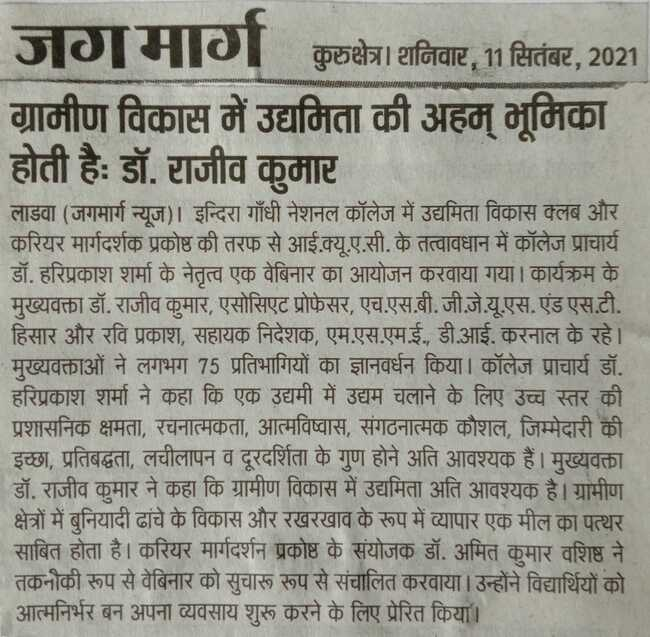 जग मार्ग
कुरुक्षेत्र। शनिवार, 11 सितंबर, 2021
ग्रामीण विकास में उद्यमिता की अहम् भूमिका
होती हैः डॉ. राजीव कुमार
लाडवा (जगमार्ग न्यूज)। इन्दिरा गाँधी नेशनल कॉलेज में उद्यमिता विकास क्लब और
करियर मार्गदर्शक प्रकोष्ठ की तरफ से आई.क्यू.ए.सी. के तत्वावधान में कॉलेज प्राचार्य
डॉ. हरिप्रकाश शर्मा के नेतृत्व एक वेबिनार का आयोजन करवाया गया। कार्यक्रम के
मुख्यवक्ता डॉ. राजीव कुमार, एसोसिएट प्रोफेसर, एच.एस.बी. जी.जे.यू.एस. एंड एस.टी.
हिसार और रवि प्रकाश, सहायक निदेशक, एम.एस.एम.ई., डी.आई. करनाल के रहे।
मुख्यवक्ताओं ने लगभग 75 प्रतिभागियों का ज्ञानवर्धन किया। कॉलेज प्राचार्य डॉ.
हरिप्रकाश शर्मा ने कहा कि एक उद्यमी में उद्यम चलाने के लिए उच्च स्तर की
प्रशासनिक क्षमता, रचनात्मकता, आत्मविष्वास, संगठनात्मक कौशल, जिम्मेदारी की
इच्छा, प्रतिबद्धता, लचीलापन व दूरदर्शिता के गुण होने अति आवश्यक हैं। मुख्यवक्ता
डॉ. राजीव कुमार ने कहा कि ग्रामीण विकास में उद्यमिता अति आवश्यक है। ग्रामीण
क्षेत्रों में बुनियादी ढांचे के विकास और रखरखाव के रूप में व्यापार एक मील का पत्थर
साबित होता है। करियर मार्गदर्शन प्रकोष्ठ के संयोजक डॉ. अमित कुमार वशिष्ठ ने
तकनीकी रूप से वेबिनार को सुचारू रूप से संचालित करवाया। उन्होंने विद्यार्थियों को
आत्मनिर्भर बन अपना व्यवसाय शुरू करने के लिए प्रेरित किया।